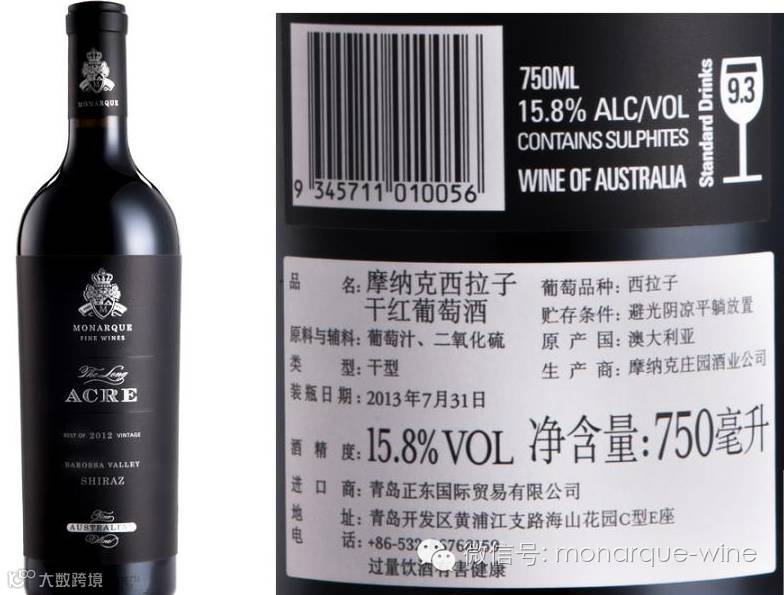 MONARQUE
MONARQUE
FINE WINES
The Long
ACRE
BEST OF 2012 VINTAGE
BAROSSA VALLEY
SHIRAZ
Fine
AUSTRALIAN
Wine
大数跨境
9 345711 010056
750ML
15.8% ALC/VOL
CONTAINS SULPHITES
WINE OF AUSTRALIA
Standard Drinks
9.3
品 名: 摩纳克西拉子
干红葡萄酒
原料与辅料: 葡萄汁、二氧化硫
类 型: 干型
装瓶日期: 2013年7月31日
葡萄品种: 西拉子
贮存条件: 避光阴凉平躺放置
原 产 国: 澳大利亚
生 产 商: 摩纳克庄园酒业公司
酒 精 度: 15.8% VOL 净含量: 750毫升
进 口 商: 青岛正东国际贸易有限公司
地 址: 青岛开发区黄浦江支路海山花园C型E座
电 话:
过量饮酒有害健康
微信号: monarque-wine